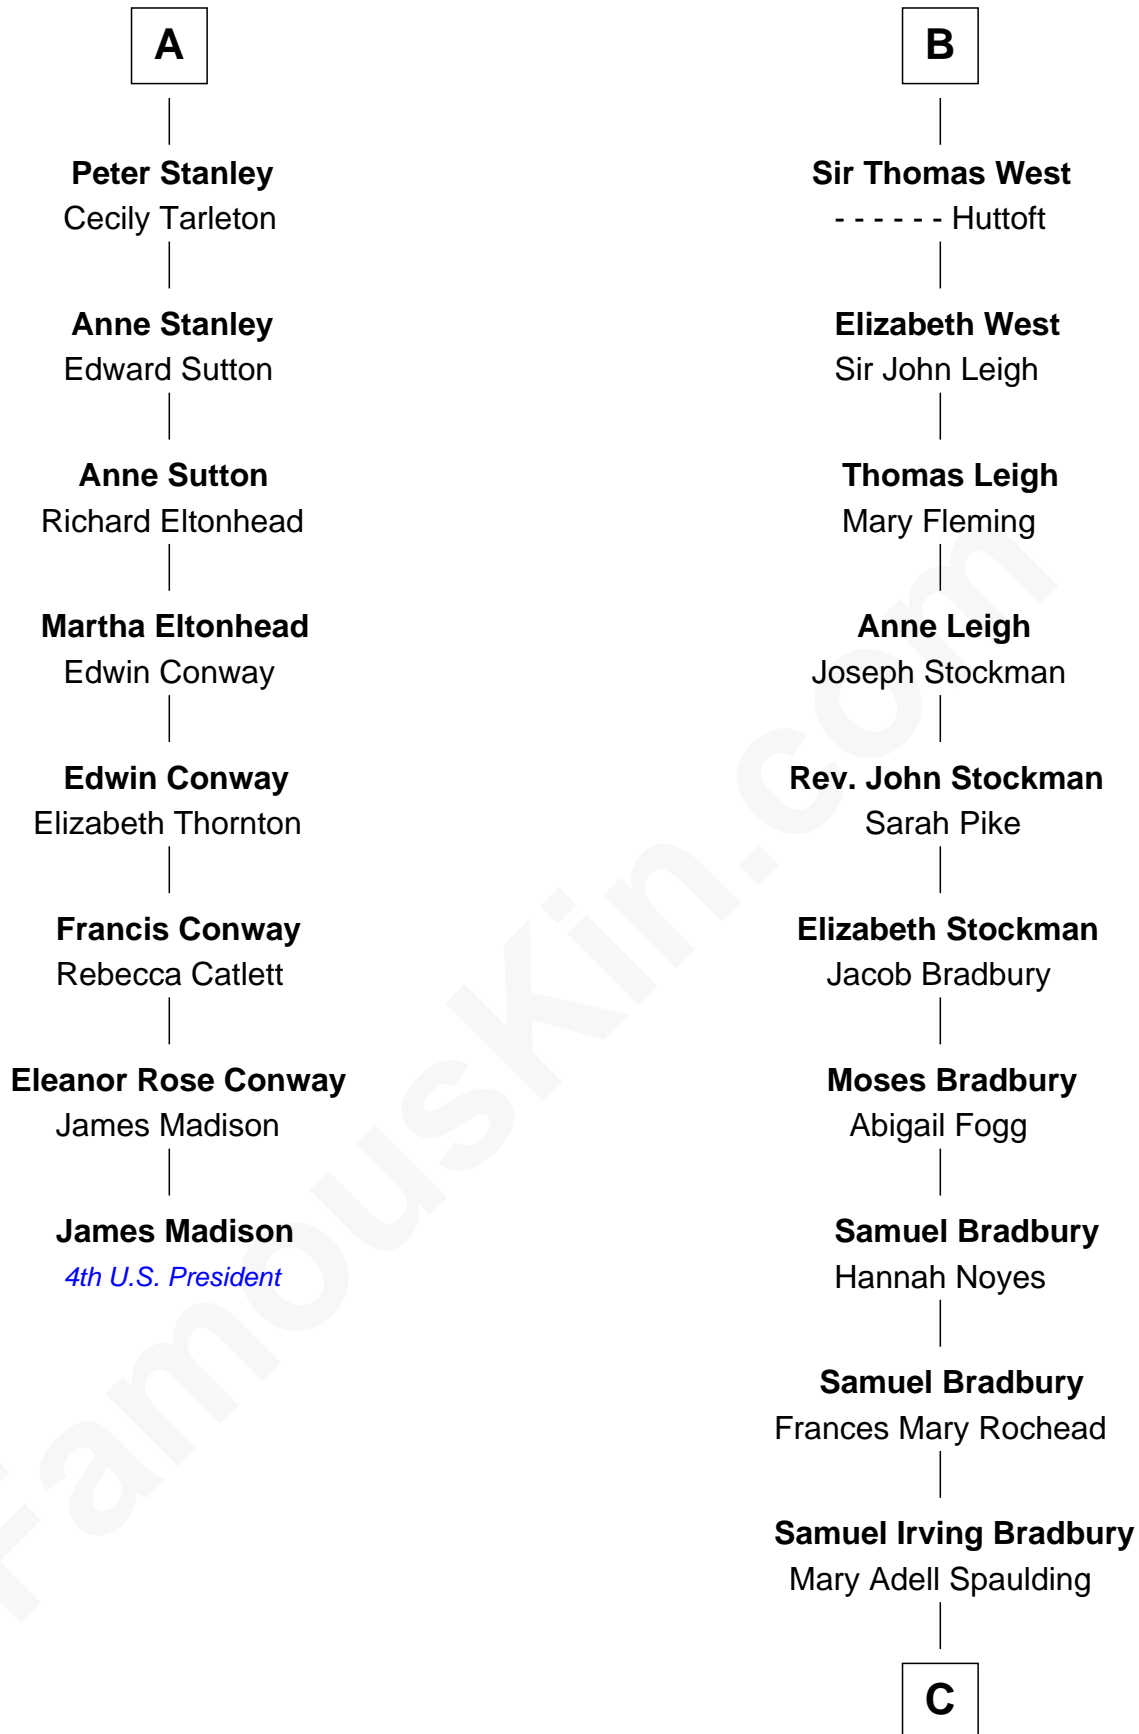 A
Peter Stanley
Cecily Tarleton
Anne Stanley
Edward Sutton
Anne Sutton
Richard Eltonhead
Martha Eltonhead
Edwin Conway
Edwin Conway
Elizabeth Thornton
Francis Conway
Rebecca Catlett
Eleanor Rose Conway
James Madison
James Madison
4th U.S. President
B
Sir Thomas West
- - - - - - Huttoft
Elizabeth West
Sir John Leigh
Thomas Leigh
Mary Fleming
Anne Leigh
Joseph Stockman
Rev. John Stockman
Sarah Pike
Elizabeth Stockman
Jacob Bradbury
Moses Bradbury
Abigail Fogg
Samuel Bradbury
Hannah Noyes
Samuel Bradbury
Frances Mary Rochead
Samuel Irving Bradbury
Mary Adell Spaulding
C
FamousKin.com